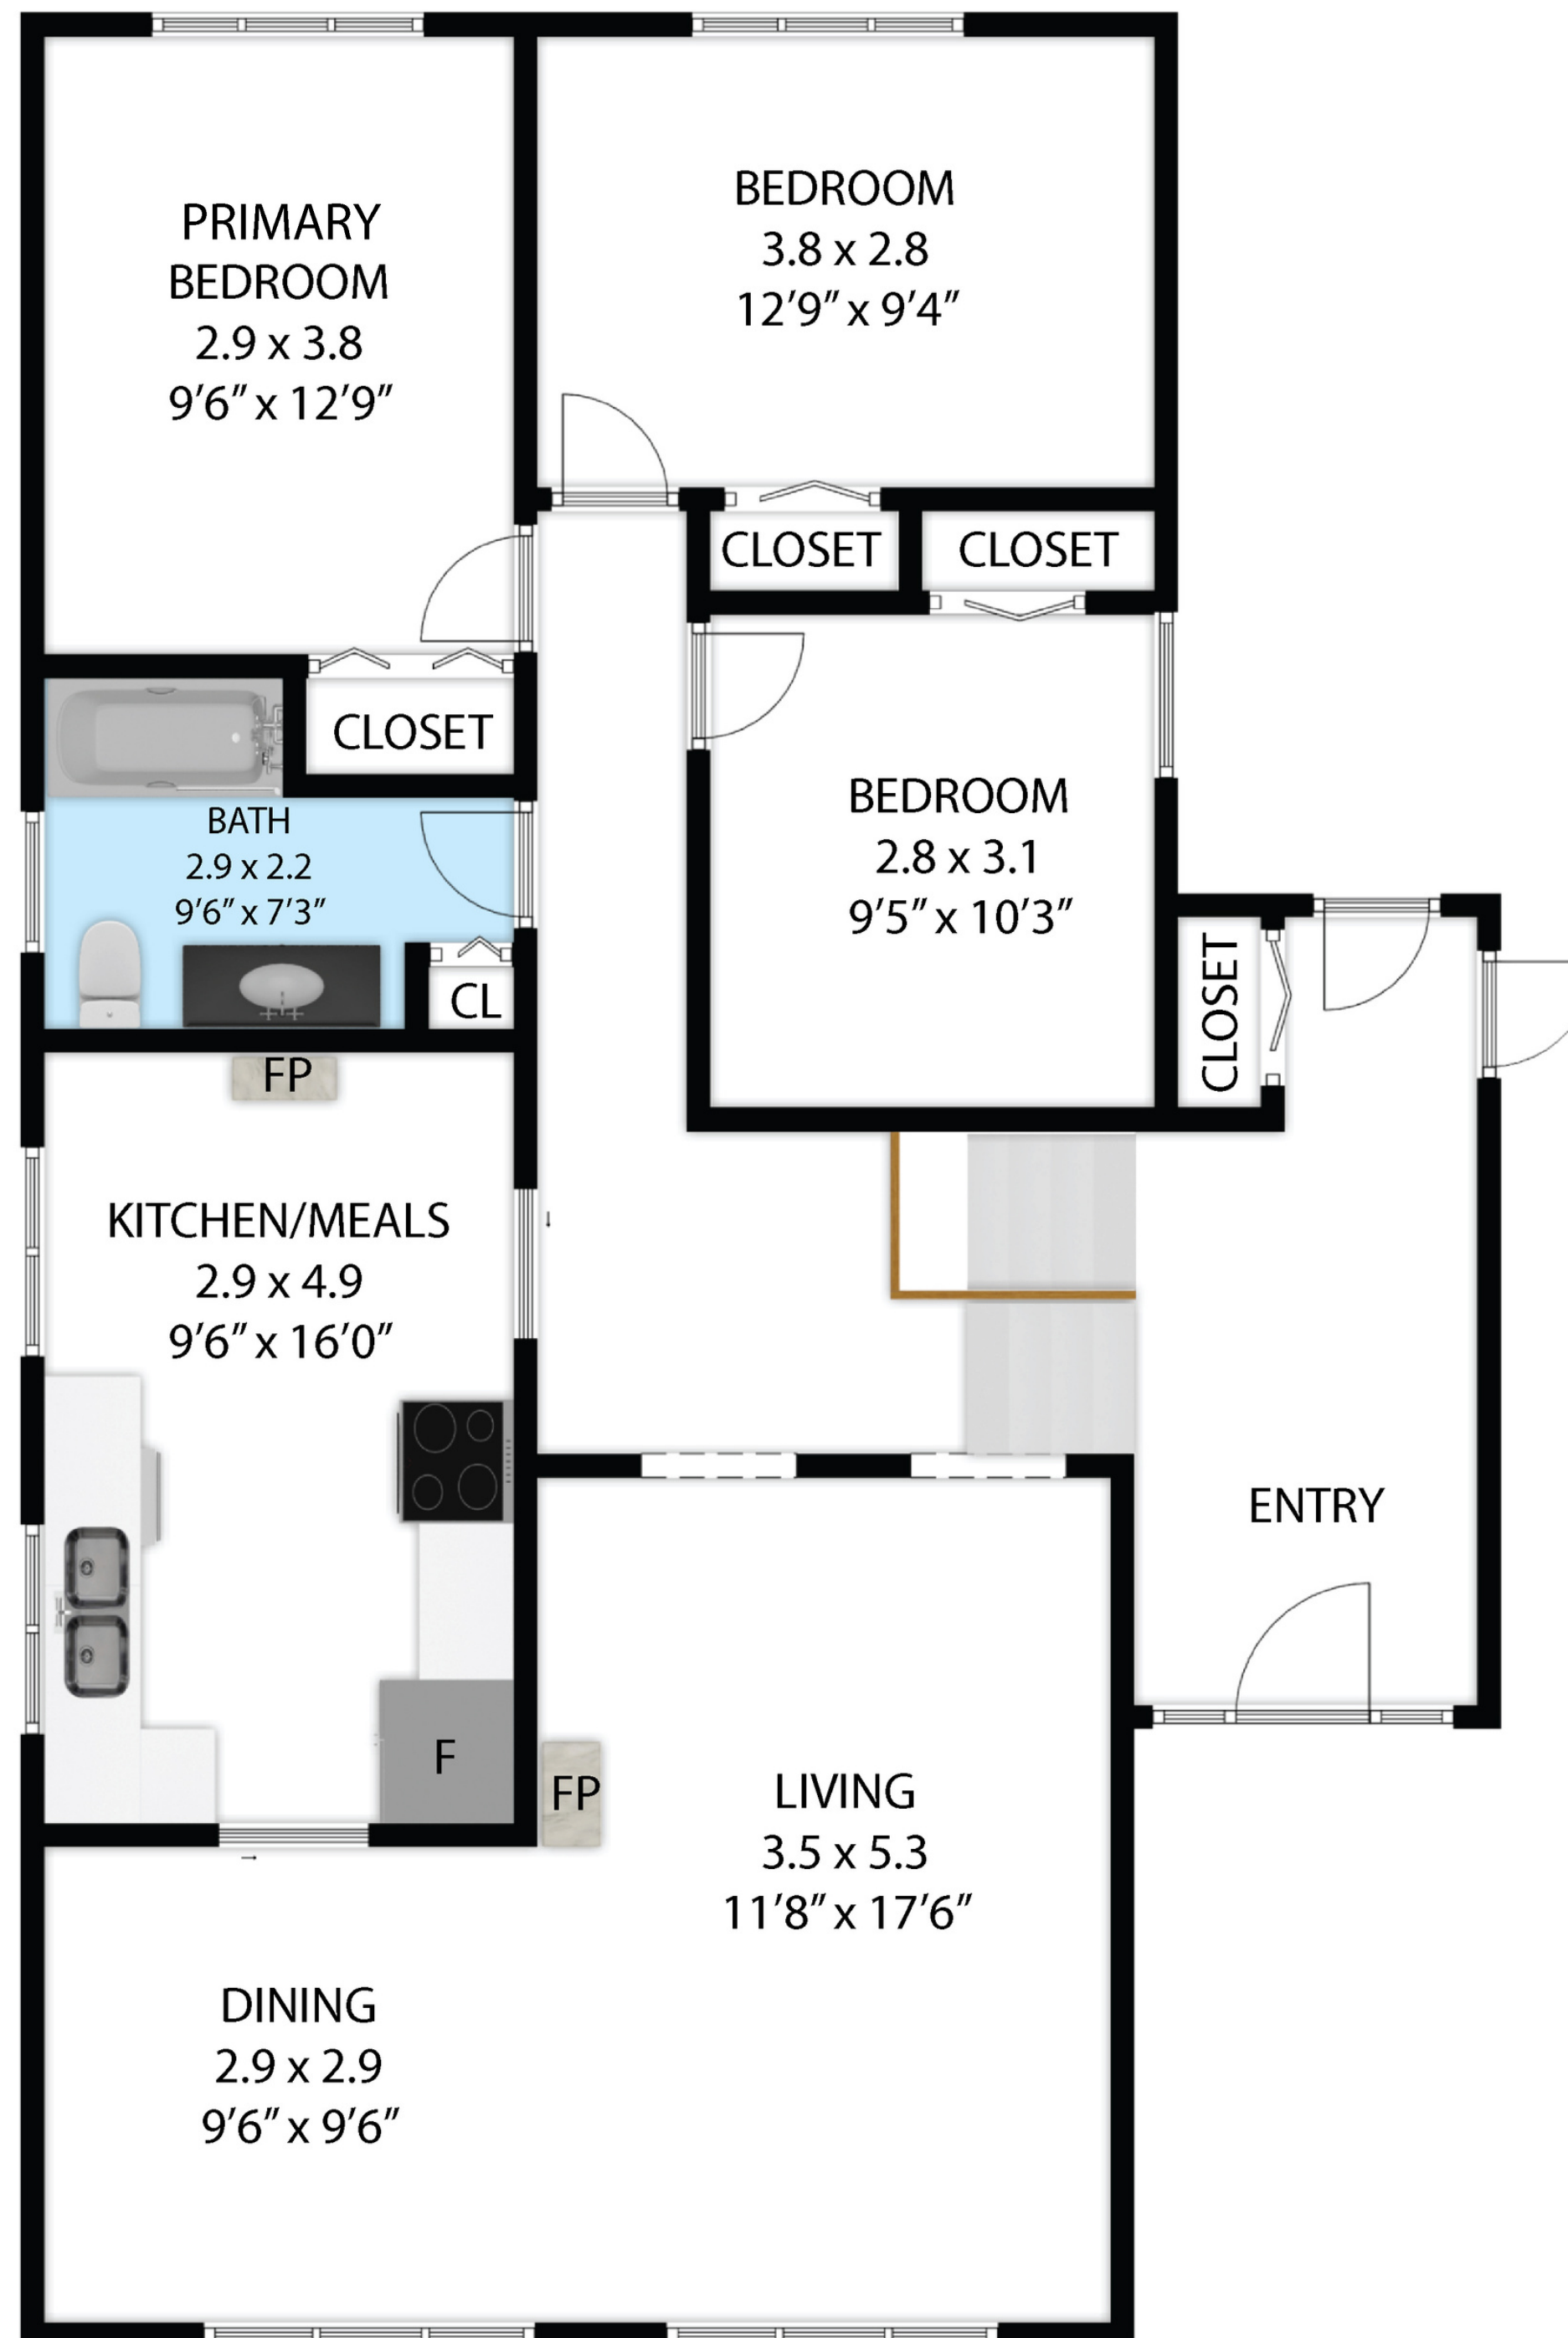 PRIMARY
BEDROOM
2.9 x 3.8
9′6″ x 12′9″
BEDROOM
3.8 x 2.8
12′9″ x 9′4″
CLOSET
CLOSET
CLOSET
BATH
2.9 x 2.2
9′6″ x 7′3″
CL
BEDROOM
2.8 x 3.1
9′5″ x 10′3″
CLOSET
FP
KITCHEN/MEALS
2.9 x 4.9
9′6″ x 16′0″
F
ENTRY
FP
LIVING
3.5 x 5.3
11′8″ x 17′6″
DINING
2.9 x 2.9
9′6″ x 9′6″